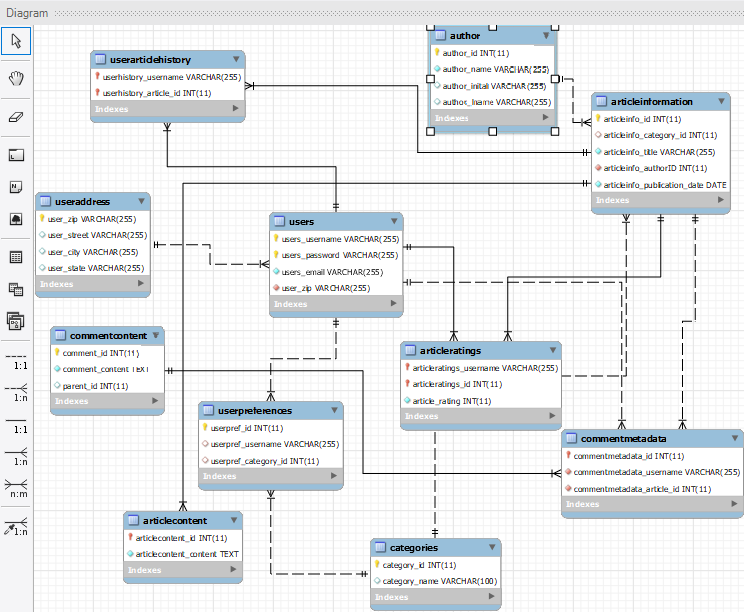 Diagram
author
author_id INT(11)
author_name VARCHAR(255)
author_initali VARCHAR(255)
author_lname VARCHAR(255)
Indexes
userarticlehistory
userhistory_username VARCHAR(255)
userhistory_article_id INT(11)
Indexes
articleinformation
articleinfo_id INT(11)
articleinfo_category_id INT(11)
articleinfo_title VARCHAR(255)
articleinfo_authorID INT(11)
articleinfo_publication_date DATE
Indexes
useraddress
user_zip VARCHAR(255)
user_street VARCHAR(255)
user_city VARCHAR(255)
user_state VARCHAR(255)
Indexes
users
users_username VARCHAR(255)
users_password VARCHAR(255)
users_email VARCHAR(255)
user_zip VARCHAR(255)
Indexes
commentcontent
comment_id INT(11)
comment_content TEXT
parent_id INT(11)
Indexes
articleratings
articleratings_username VARCHAR(255)
articleratings_id INT(11)
article_rating INT(11)
Indexes
userpreferences
userpref_id INT(11)
userpref_username VARCHAR(255)
userpref_category_id INT(11)
Indexes
commentmetadata
commentmetadata_id INT(11)
commentmetadata_username VARCHAR(255)
commentmetadata_article_id INT(11)
Indexes
articlecontent
articlecontent_id INT(11)
articlecontent_content TEXT
Indexes
categories
category_id INT(11)
category_name VARCHAR(100)
Indexes
1:1
1:n
1:1
1:n
n:m
1:n